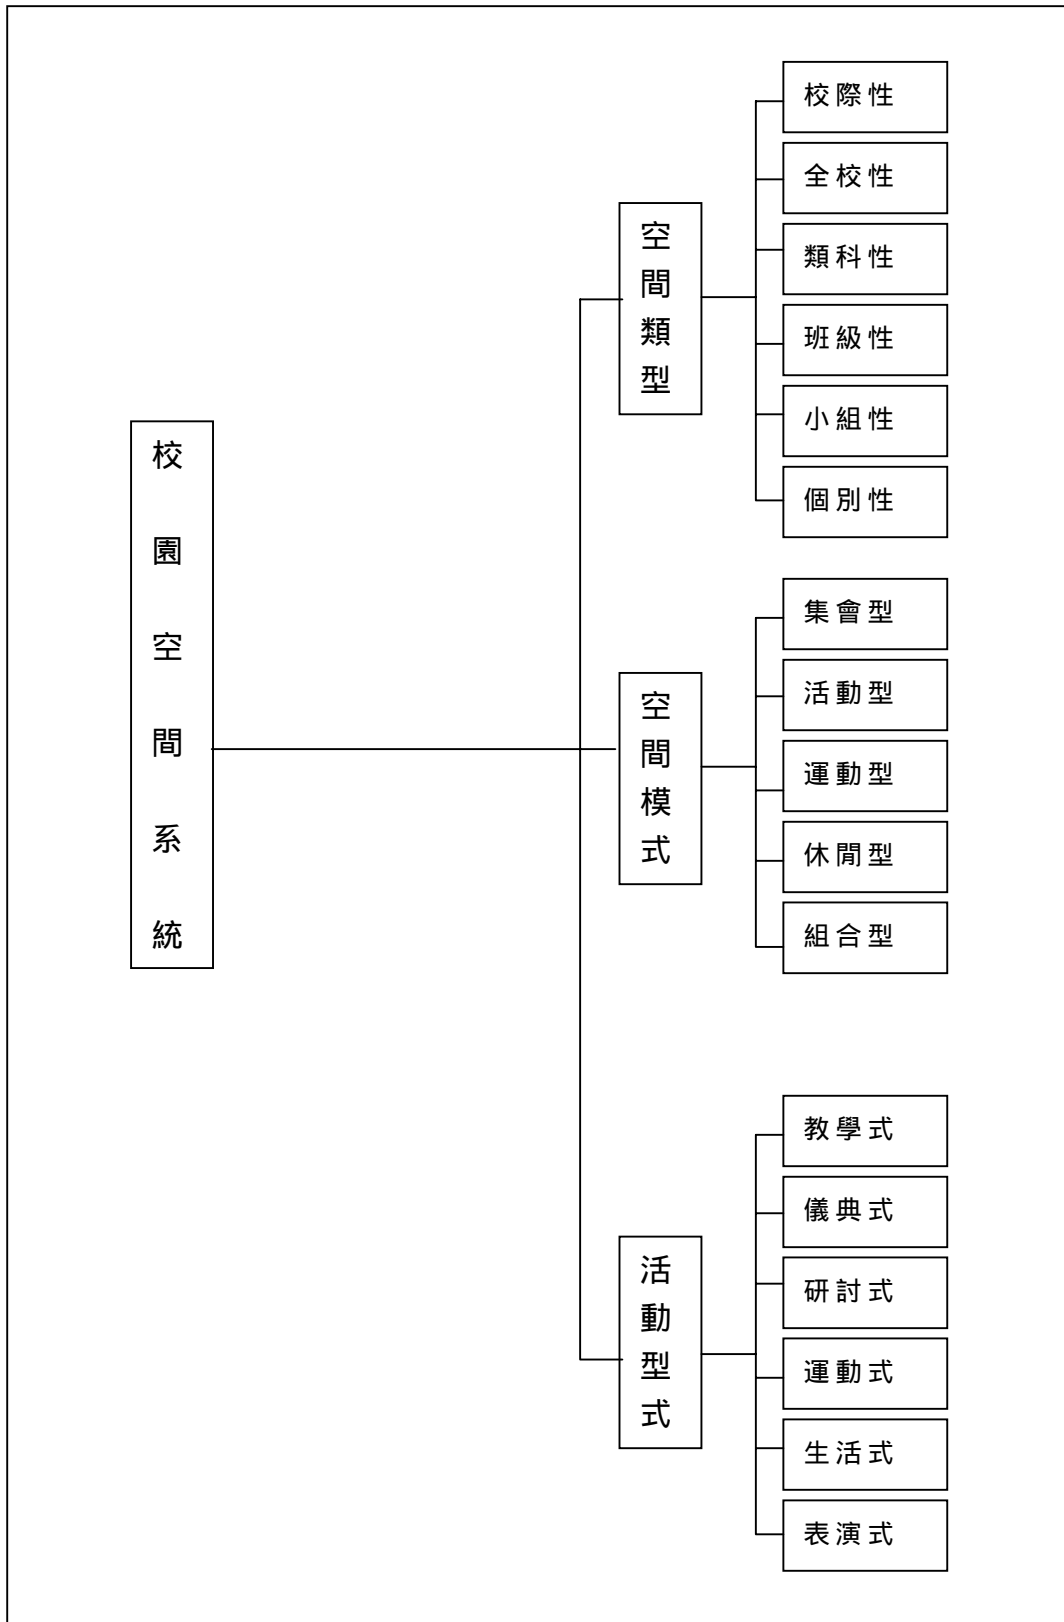 校園空間系統
空間類型
校際性
全校性
類科性
班級性
小組性
個別性
空間模式
集會型
活動型
運動型
休閒型
組合型
活動型式
教學式
儀典式
研討式
運動式
生活式
表演式